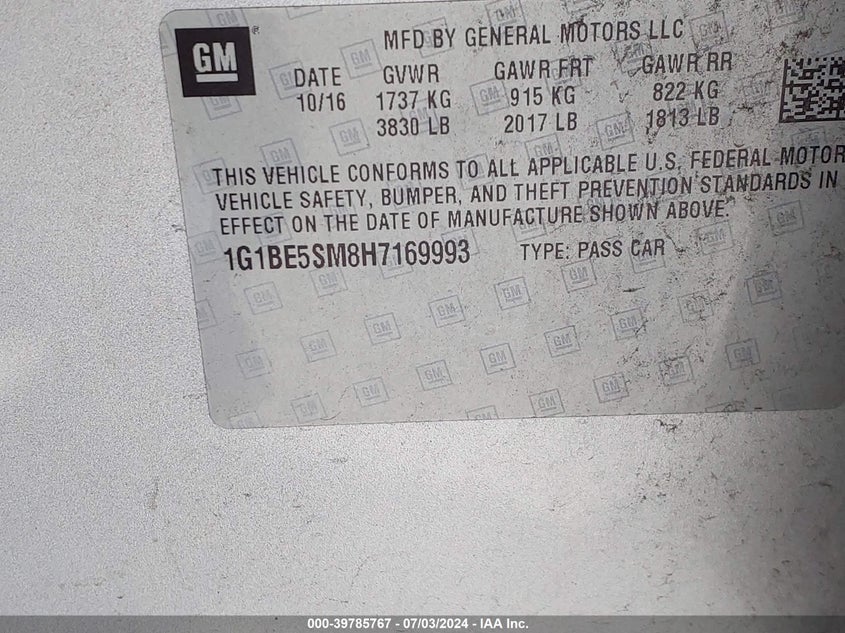 GM
MFD BY GENERAL MOTORS LLC
DATE GVWR GAWR FRT GAWR RR
10/16 1737 KG 915 KG 822 KG
3830 LB 2017 LB 1813 LB
THIS VEHICLE CONFORMS TO ALL APPLICABLE U.S. FEDERAL MOTOR
VEHICLE SAFETY, BUMPER, AND THEFT PREVENTION STANDARDS IN
EFFECT ON THE DATE OF MANUFACTURE SHOWN ABOVE.
1G1BE5SM8H7169993 TYPE: PASS CAR
000-39785767 - 07/03/2024 - IAA Inc.